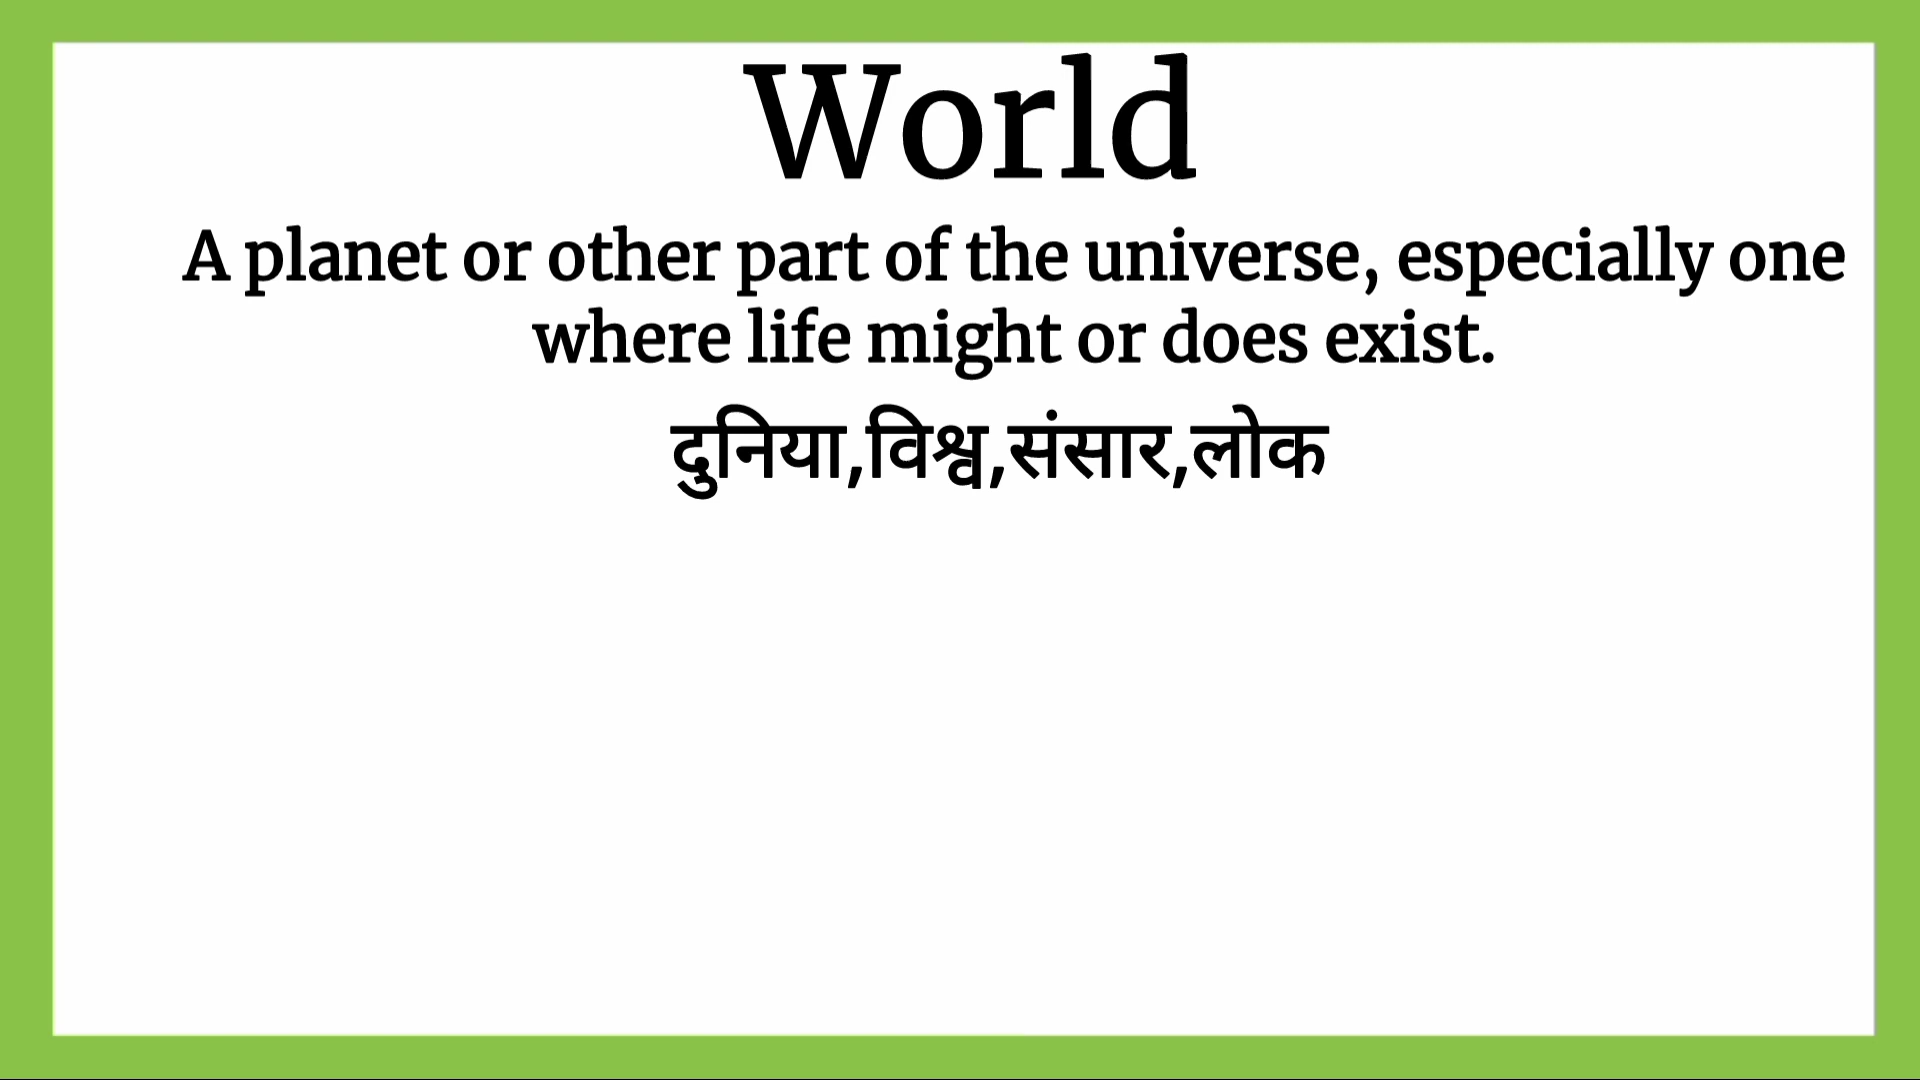 World
A planet or other part of the universe, especially one
where life might or does exist.
दुनिया,विश्व,संसार,लोक